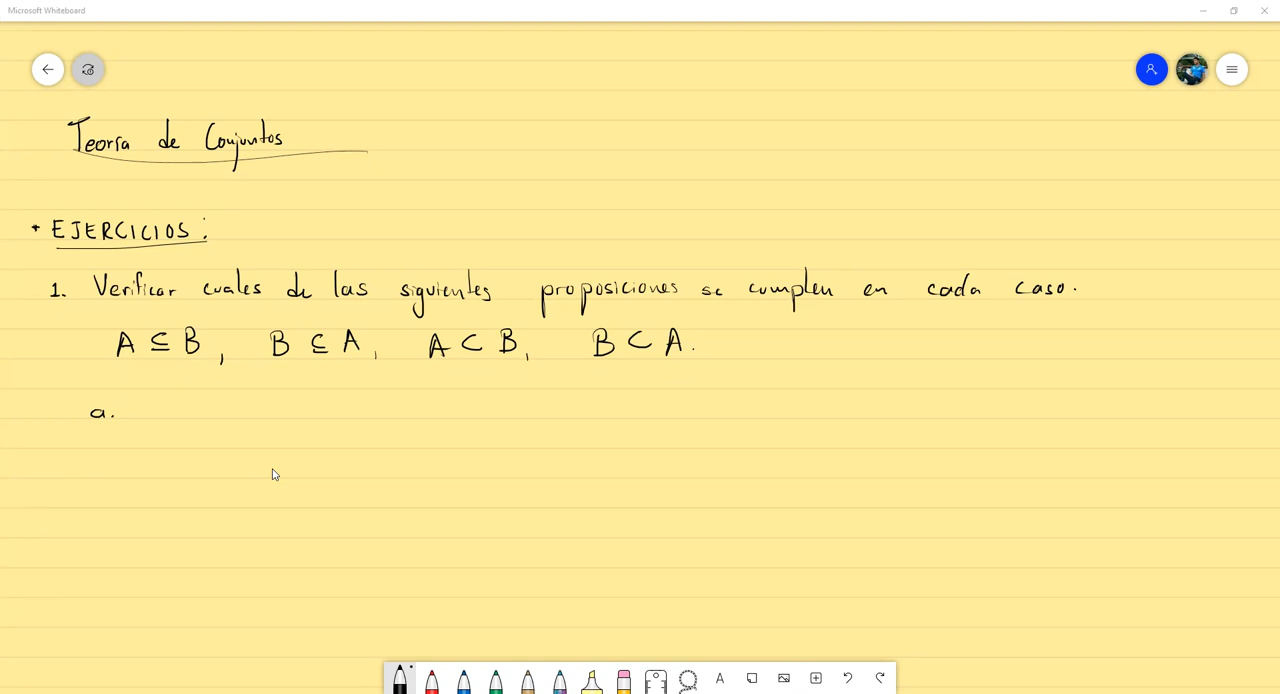 Microsoft Whiteboard
Teoría de Conjuntos
* EJERCICIOS:
1. Verificar cuales de las siguientes proposiciones se cumplen en cada caso.
A ⊆ B, B ⊆ A, A ⊂ B, B ⊂ A.
a.
A